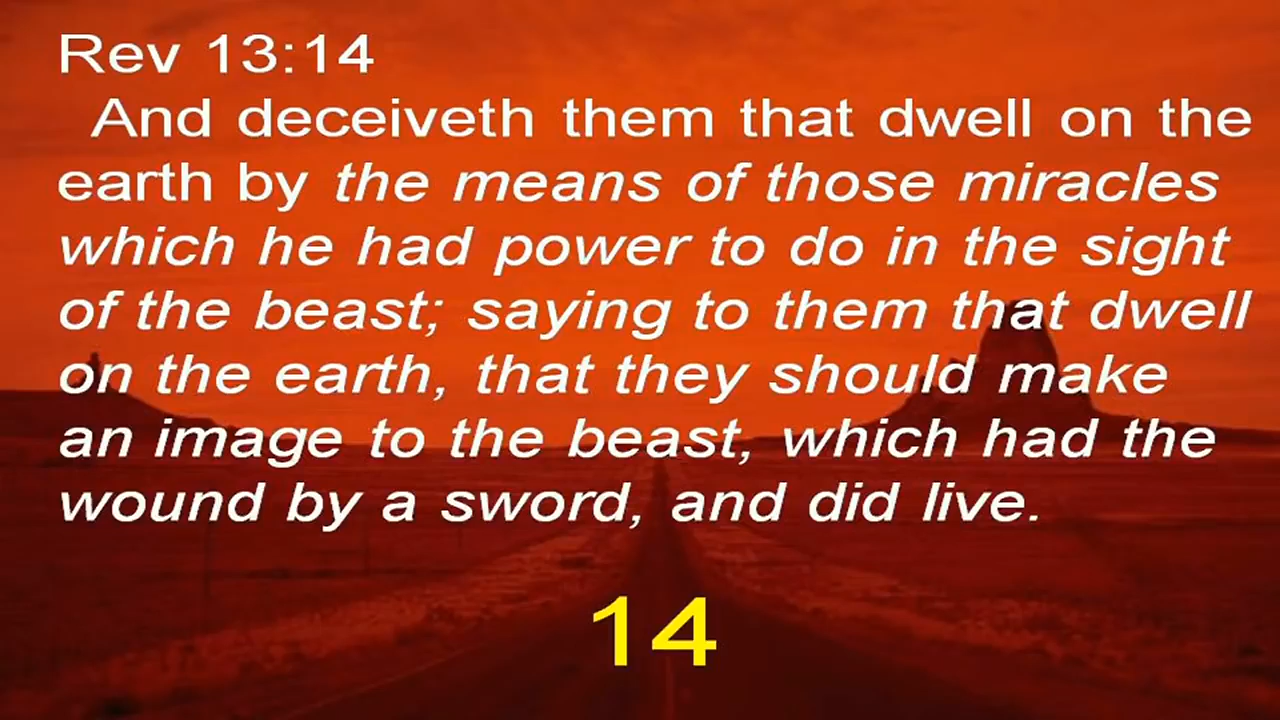 Rev 13:14
And deceiveth them that dwell on the
earth by the means of those miracles
which he had power to do in the sight
of the beast; saying to them that dwell
on the earth, that they should make
an image to the beast, which had the
wound by a sword, and did live.
14